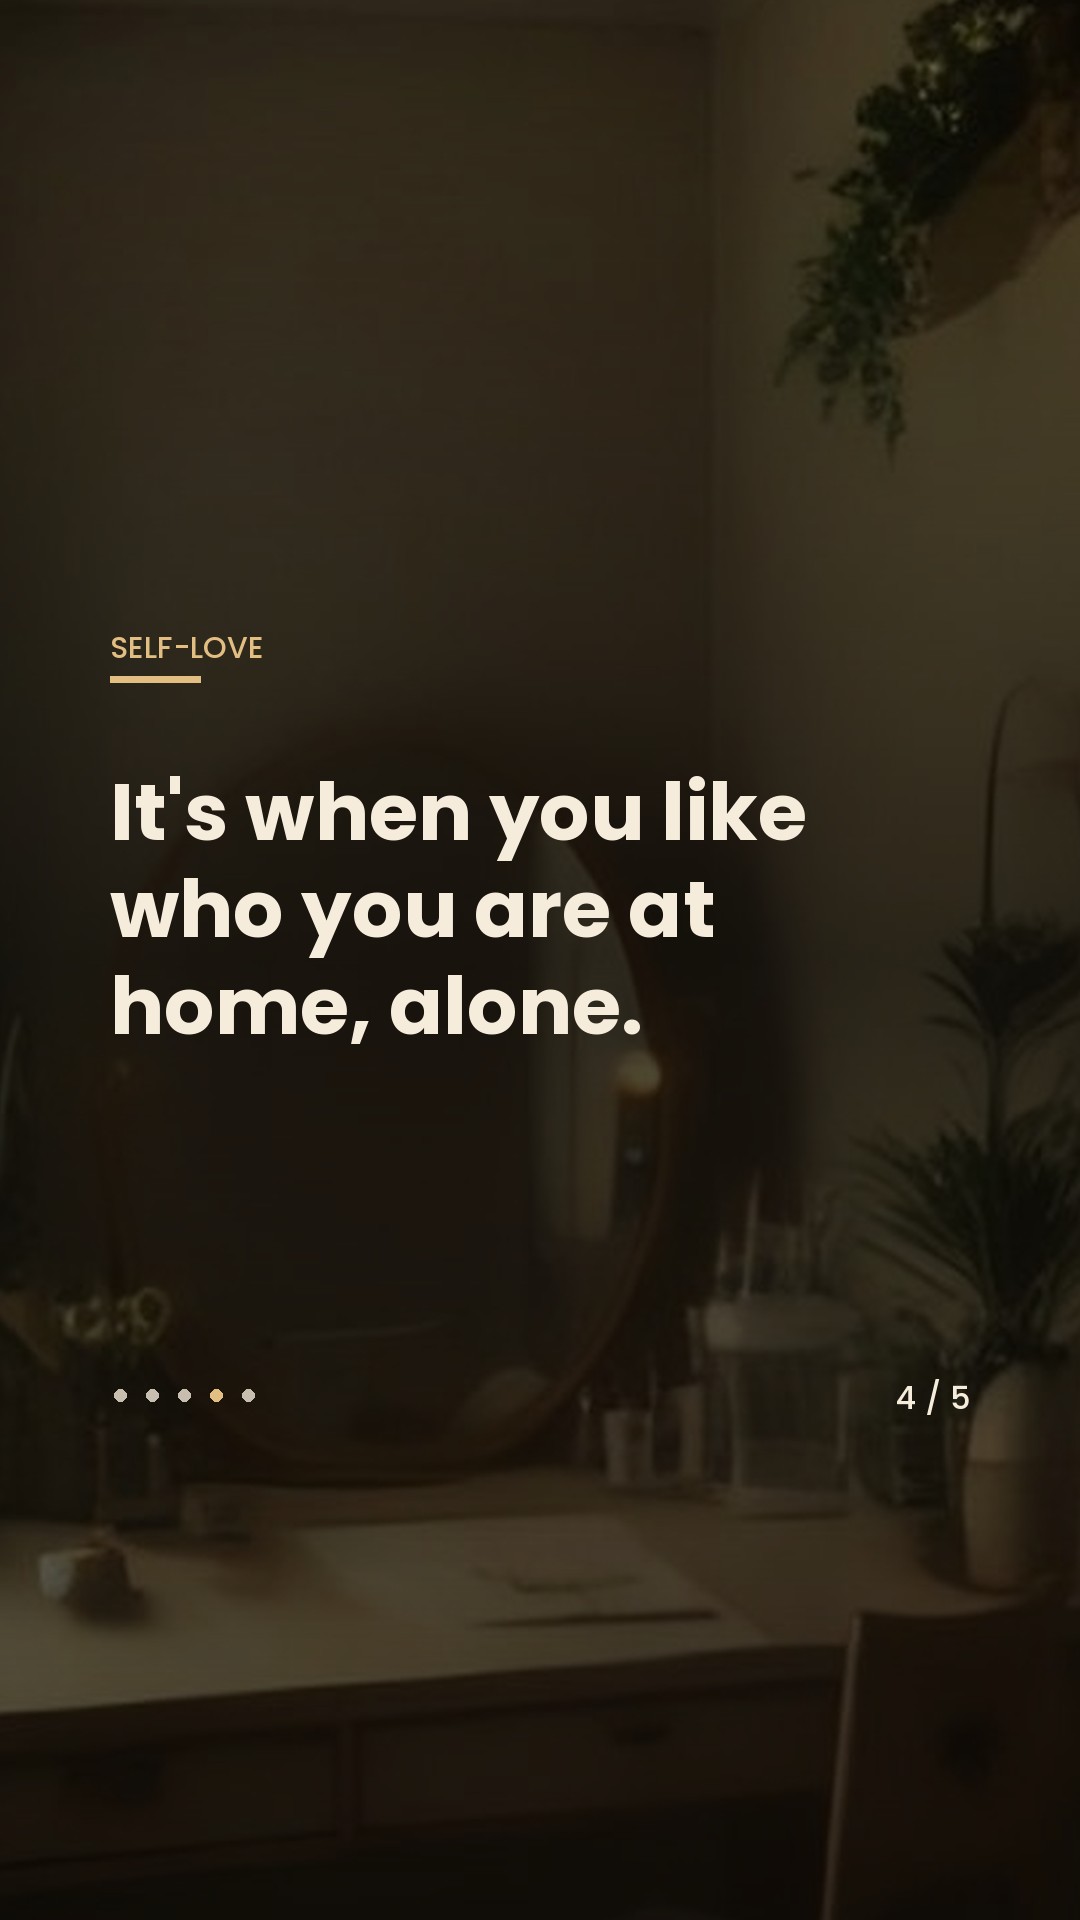 SELF-LOVE
It's when you like
who you are at
home, alone.
4 / 5